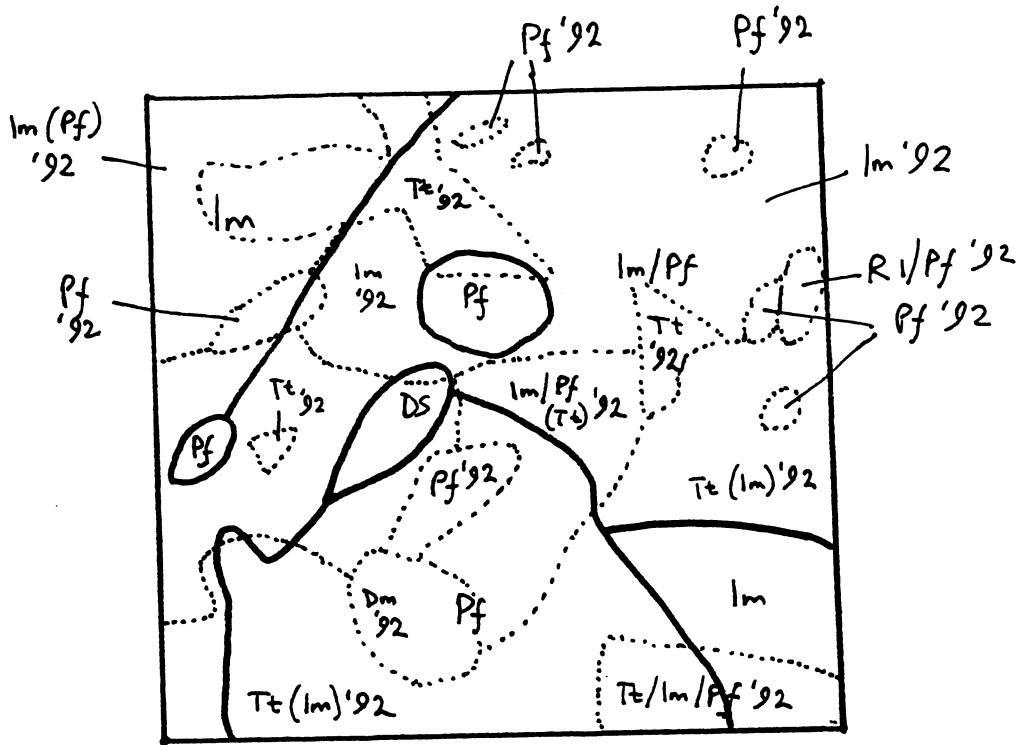 Pf '92
Pf '92
Im (Pf)
'92
Im '92
Tt '92
Im
Im/Pf
R 1/Pf '92
Im
'92
Pf
Pf
'92
Pf '92
Tt
'92
Tt '92
DS
Im/Pf
(Tt) '92
Pf
Pf '92
Tt (Im) '92
Im
Dm
'92
Pf
Tt (Im) '92
Tt/Im/Pf '92